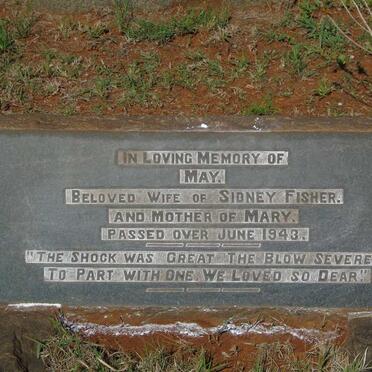 IN LOVING MEMORY OF
MAY.
BELOVED WIFE OF SIDNEY FISHER.
AND MOTHER OF MARY.
PASSED OVER JUNE 1943.
"THE SHOCK WAS GREAT THE BLOW SEVERE
TO PART WITH ONE, WE LOVED SO DEAR."